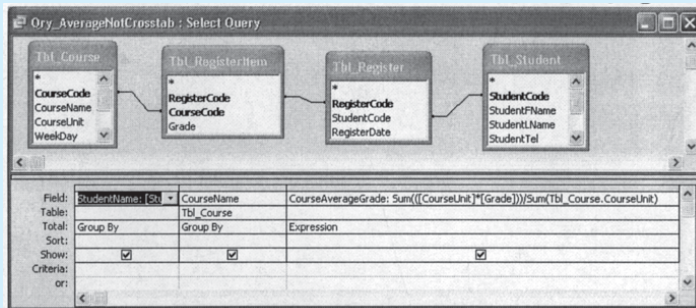 Qry_AverageNotCrosstab : Select Query
Tbl_Course
*
CourseCode
CourseName
CourseUnit
WeekDay
Tbl_RegisterItem
*
RegisterCode
CourseCode
Grade
Tbl_Register
*
RegisterCode
StudentCode
RegisterDate
Tbl_Student
*
StudentCode
StudentFName
StudentLName
StudentTel
Field: StudentName: [Stu CourseName CourseAverageGrade: Sum(([CourseUnit]*[Grade]))/Sum(Tbl_Course.CourseUnit)
Table: Tbl_Course
Total: Group By Group By Expression
Sort:
Show:
Criteria:
or: